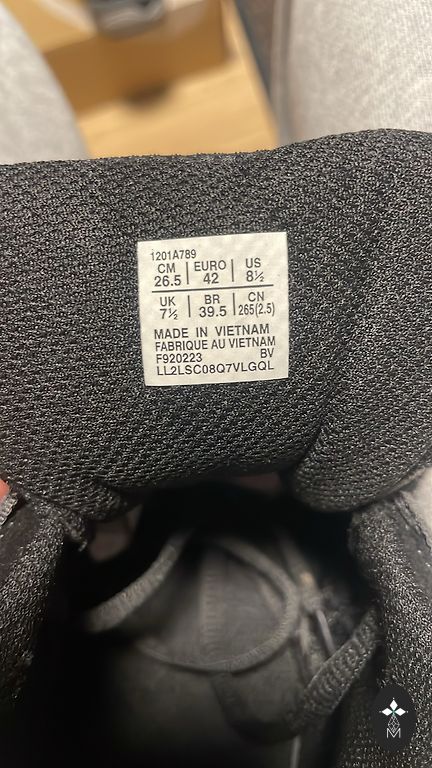 1201A789
CM | EURO | US
26.5 | 42 | 8½
UK | BR | CN
7½ | 39.5 | 265(2.5)
MADE IN VIETNAM
FABRIQUE AU VIETNAM
F920223 BV
LL2LSC08Q7VLGQL
M